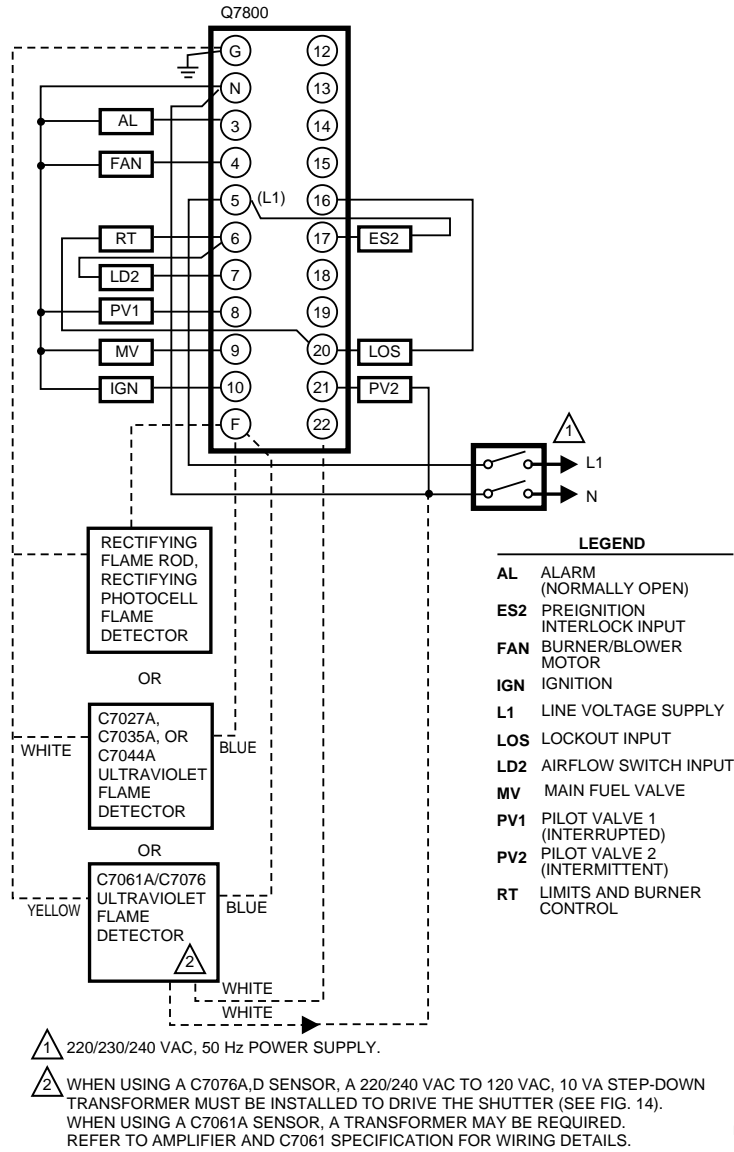 Q7800
G 12
N 13
AL 3 14
FAN 4 15
5 (L1) 16
RT 6 17 ES2
LD2 7 18
PV1 8 19
MV 9 20 LOS
IGN 10 21 PV2
F 22
1
L1
N
RECTIFYING
FLAME ROD,
RECTIFYING
PHOTOCELL
FLAME
DETECTOR
OR
C7027A,
C7035A, OR
C7044A
ULTRAVIOLET
FLAME
DETECTOR
WHITE
BLUE
OR
C7061A/C7076
ULTRAVIOLET
FLAME
DETECTOR
2
YELLOW
BLUE
WHITE
WHITE
LEGEND
AL ALARM
(NORMALLY OPEN)
ES2 PREIGNITION
INTERLOCK INPUT
FAN BURNER/BLOWER
MOTOR
IGN IGNITION
L1 LINE VOLTAGE SUPPLY
LOS LOCKOUT INPUT
LD2 AIRFLOW SWITCH INPUT
MV MAIN FUEL VALVE
PV1 PILOT VALVE 1
(INTERRUPTED)
PV2 PILOT VALVE 2
(INTERMITTENT)
RT LIMITS AND BURNER
CONTROL
1 220/230/240 VAC, 50 Hz POWER SUPPLY.
2 WHEN USING A C7076A,D SENSOR, A 220/240 VAC TO 120 VAC, 10 VA STEP-DOWN
TRANSFORMER MUST BE INSTALLED TO DRIVE THE SHUTTER (SEE FIG. 14).
WHEN USING A C7061A SENSOR, A TRANSFORMER MAY BE REQUIRED.
REFER TO AMPLIFIER AND C7061 SPECIFICATION FOR WIRING DETAILS.